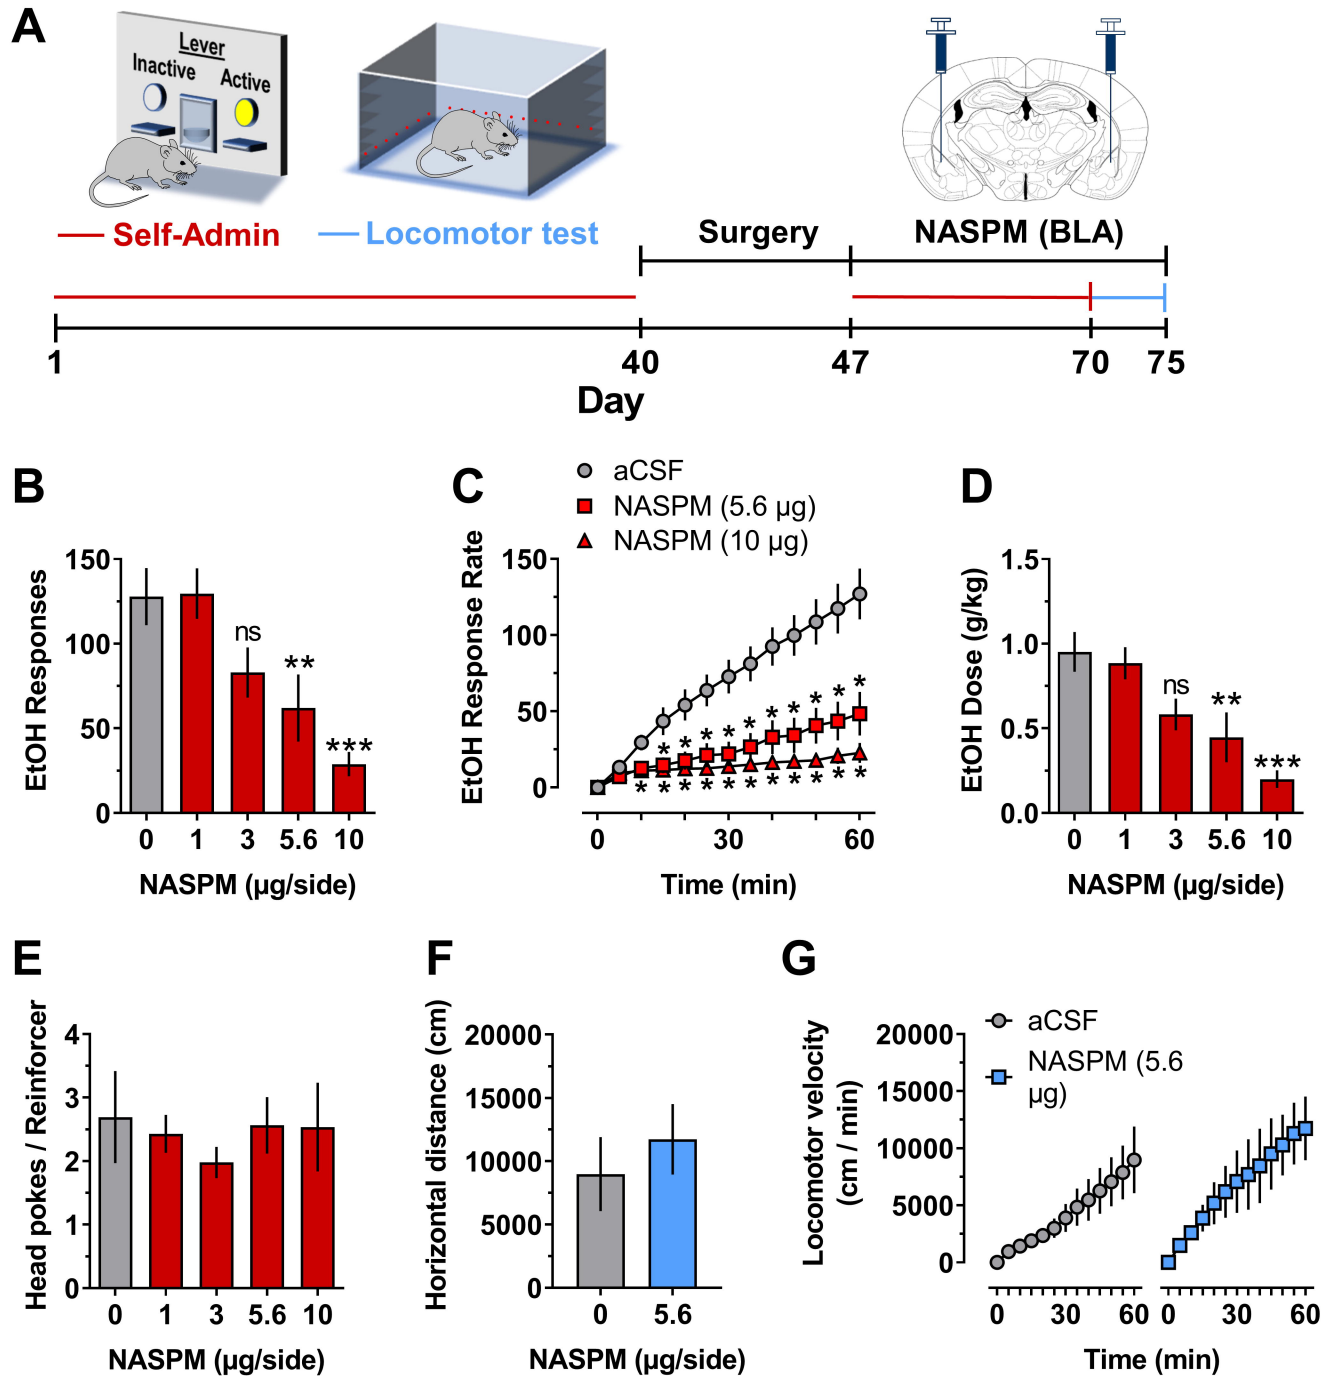 A
Lever
Inactive
Active
Self-Admin
Locomotor test
Surgery
NASPM (BLA)
1
40
47
70
75
Day
B
EtOH Responses
150
100
50
0
ns
**
***
0
1
3
5.6
10
NASPM (µg/side)
C
aCSF
NASPM (5.6 µg)
NASPM (10 µg)
EtOH Response Rate
150
100
50
0
* * * * * * * * * *
* * * * * * * * * * *
0
30
60
Time (min)
D
EtOH Dose (g/kg)
1.5
1.0
0.5
0.0
ns
**
***
0
1
3
5.6
10
NASPM (µg/side)
E
Head pokes / Reinforcer
4
3
2
1
0
0
1
3
5.6
10
NASPM (µg/side)
F
Horizontal distance (cm)
20000
15000
10000
5000
0
0
5.6
NASPM (µg/side)
G
aCSF
NASPM (5.6
µg)
Locomotor velocity
(cm / min)
20000
15000
10000
5000
0
0
30
60
0
30
60
Time (min)